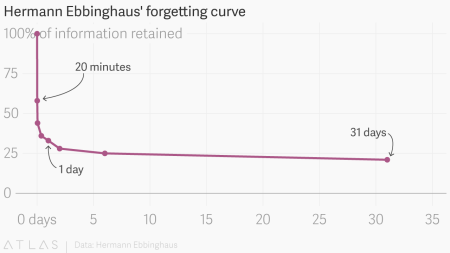 Hermann Ebbinghaus' forgetting curve
100% of information retained
20 minutes
75
50
31 days
25
1 day
0
0 days 5 10 15 20 25 30 35
ATLAS | Data: Hermann Ebbinghaus